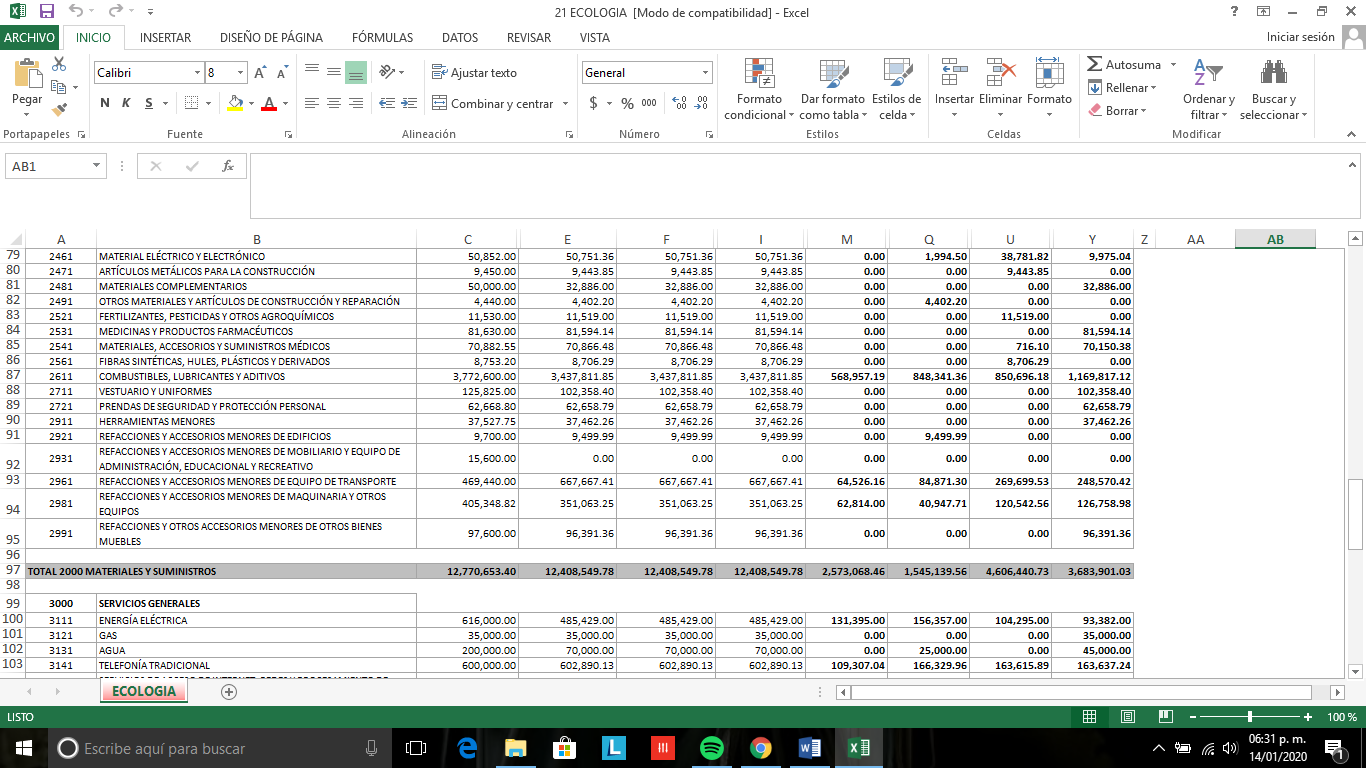 21 ECOLOGIA [Modo de compatibilidad] - Excel
ARCHIVO INICIO INSERTAR DISEÑO DE PÁGINA FÓRMULAS DATOS REVISAR VISTA Iniciar sesión
Calibri 8 Ajustar texto General Autosuma
Pegar N K S Combinar y centrar $ % 000 Formato condicional Dar formato como tabla Estilos de celda Insertar Eliminar Formato Rellenar Borrar Ordenar y filtrar Buscar y seleccionar
Portapapeles Fuente Alineación Número Estilos Celdas Modificar
AB1 fx
A B C E F I M Q U Y Z AA AB
79 2461 MATERIAL ELÉCTRICO Y ELECTRÓNICO 50,852.00 50,751.36 50,751.36 50,751.36 0.00 1,994.50 38,781.82 9,975.04
80 2471 ARTÍCULOS METÁLICOS PARA LA CONSTRUCCIÓN 9,450.00 9,443.85 9,443.85 9,443.85 0.00 0.00 9,443.85 0.00
81 2481 MATERIALES COMPLEMENTARIOS 50,000.00 32,886.00 32,886.00 32,886.00 0.00 0.00 0.00 32,886.00
82 2491 OTROS MATERIALES Y ARTÍCULOS DE CONSTRUCCIÓN Y REPARACIÓN 4,440.00 4,402.20 4,402.20 4,402.20 0.00 4,402.20 0.00 0.00
83 2521 FERTILIZANTES, PESTICIDAS Y OTROS AGROQUÍMICOS 11,530.00 11,519.00 11,519.00 11,519.00 0.00 0.00 11,519.00 0.00
84 2531 MEDICINAS Y PRODUCTOS FARMACÉUTICOS 81,630.00 81,594.14 81,594.14 81,594.14 0.00 0.00 0.00 81,594.14
85 2541 MATERIALES, ACCESORIOS Y SUMINISTROS MÉDICOS 70,882.55 70,866.48 70,866.48 70,866.48 0.00 0.00 716.10 70,150.38
86 2561 FIBRAS SINTÉTICAS, HULES, PLÁSTICOS Y DERIVADOS 8,753.20 8,706.29 8,706.29 8,706.29 0.00 0.00 8,706.29 0.00
87 2611 COMBUSTIBLES, LUBRICANTES Y ADITIVOS 3,772,600.00 3,437,811.85 3,437,811.85 3,437,811.85 568,957.19 848,341.36 850,696.18 1,169,817.12
88 2711 VESTUARIO Y UNIFORMES 125,825.00 102,358.40 102,358.40 102,358.40 0.00 0.00 0.00 102,358.40
89 2721 PRENDAS DE SEGURIDAD Y PROTECCIÓN PERSONAL 62,668.80 62,658.79 62,658.79 62,658.79 0.00 0.00 0.00 62,658.79
90 2911 HERRAMIENTAS MENORES 37,527.75 37,462.26 37,462.26 37,462.26 0.00 0.00 0.00 37,462.26
91 2921 REFACCIONES Y ACCESORIOS MENORES DE EDIFICIOS 9,700.00 9,499.99 9,499.99 9,499.99 0.00 9,499.99 0.00 0.00
92 2931 REFACCIONES Y ACCESORIOS MENORES DE MOBILIARIO Y EQUIPO DE
ADMINISTRACIÓN, EDUCACIONAL Y RECREATIVO 15,600.00 0.00 0.00 0.00 0.00 0.00 0.00 0.00
93 2961 REFACCIONES Y ACCESORIOS MENORES DE EQUIPO DE TRANSPORTE 469,440.00 667,667.41 667,667.41 667,667.41 64,526.16 84,871.30 269,699.53 248,570.42
94 2981 REFACCIONES Y ACCESORIOS MENORES DE MAQUINARIA Y OTROS
EQUIPOS 405,348.82 351,063.25 351,063.25 351,063.25 62,814.00 40,947.71 120,542.56 126,758.98
95 2991 REFACCIONES Y OTROS ACCESORIOS MENORES DE OTROS BIENES
MUEBLES 97,600.00 96,391.36 96,391.36 96,391.36 0.00 0.00 0.00 96,391.36
96
97 TOTAL 2000 MATERIALES Y SUMINISTROS 12,770,653.40 12,408,549.78 12,408,549.78 12,408,549.78 2,573,068.46 1,545,139.56 4,606,440.73 3,683,901.03
98
99 3000 SERVICIOS GENERALES
100 3111 ENERGÍA ELÉCTRICA 616,000.00 485,429.00 485,429.00 485,429.00 131,395.00 156,357.00 104,295.00 93,382.00
101 3121 GAS 35,000.00 35,000.00 35,000.00 35,000.00 0.00 0.00 0.00 35,000.00
102 3131 AGUA 200,000.00 70,000.00 70,000.00 70,000.00 0.00 25,000.00 0.00 45,000.00
103 3141 TELEFONÍA TRADICIONAL 600,000.00 602,890.13 602,890.13 602,890.13 109,307.04 166,329.96 163,615.89 163,637.24
ECOLOGIA
LISTO 100 %
Escribe aquí para buscar
06:31 p. m.
14/01/2020